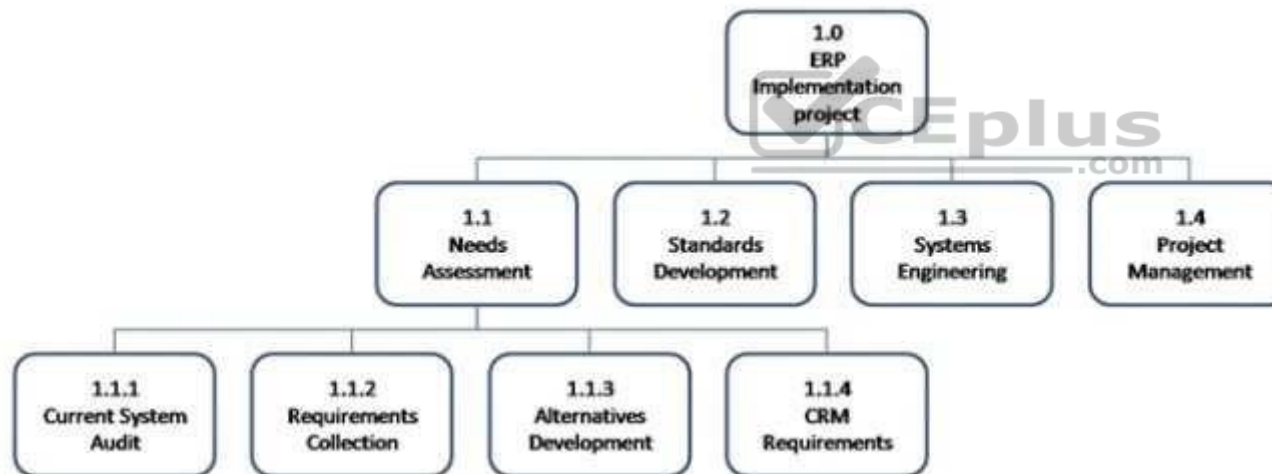 1.0
ERP
Implementation
project
CEplus
.com
1.1
Needs
Assessment
1.2
Standards
Development
1.3
Systems
Engineering
1.4
Project
Management
1.1.1
Current System
Audit
1.1.2
Requirements
Collection
1.1.3
Alternatives
Development
1.1.4
CRM
Requirements